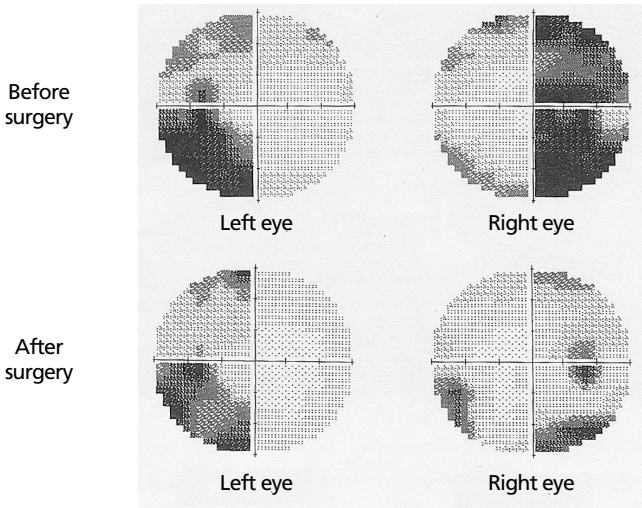 Before
surgery
Left eye
Right eye
After
surgery
Left eye
Right eye